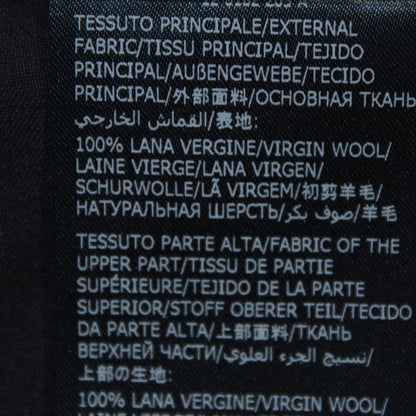 TESSUTO PRINCIPALE/EXTERNAL
FABRIC/TISSU PRINCIPAL/TEJIDO
PRINCIPAL/AUßENGEWEBE/TECIDO
PRINCIPAL/外部面料/ОСНОВНАЯ ТКАНЬ
القماش الخارجي/表地:
100% LANA VERGINE/VIRGIN WOOL/
LAINE VIERGE/LANA VIRGEN/
SCHURWOLLE/LÃ VIRGEM/初剪羊毛/
НАТУРАЛЬНАЯ ШЕРСТЬ/صوف بكر/羊毛
TESSUTO PARTE ALTA/FABRIC OF THE
UPPER PART/TISSU DE PARTIE
SUPÉRIEURE/TEJIDO DE LA PARTE
SUPERIOR/STOFF OBERER TEIL/TECIDO
DA PARTE ALTA/上部面料/ТКАНЬ
ВЕРХНЕЙ ЧАСТИ/نسيج الجزء العلوي/
上部の生地:
100% LANA VERGINE/VIRGIN WOOL/